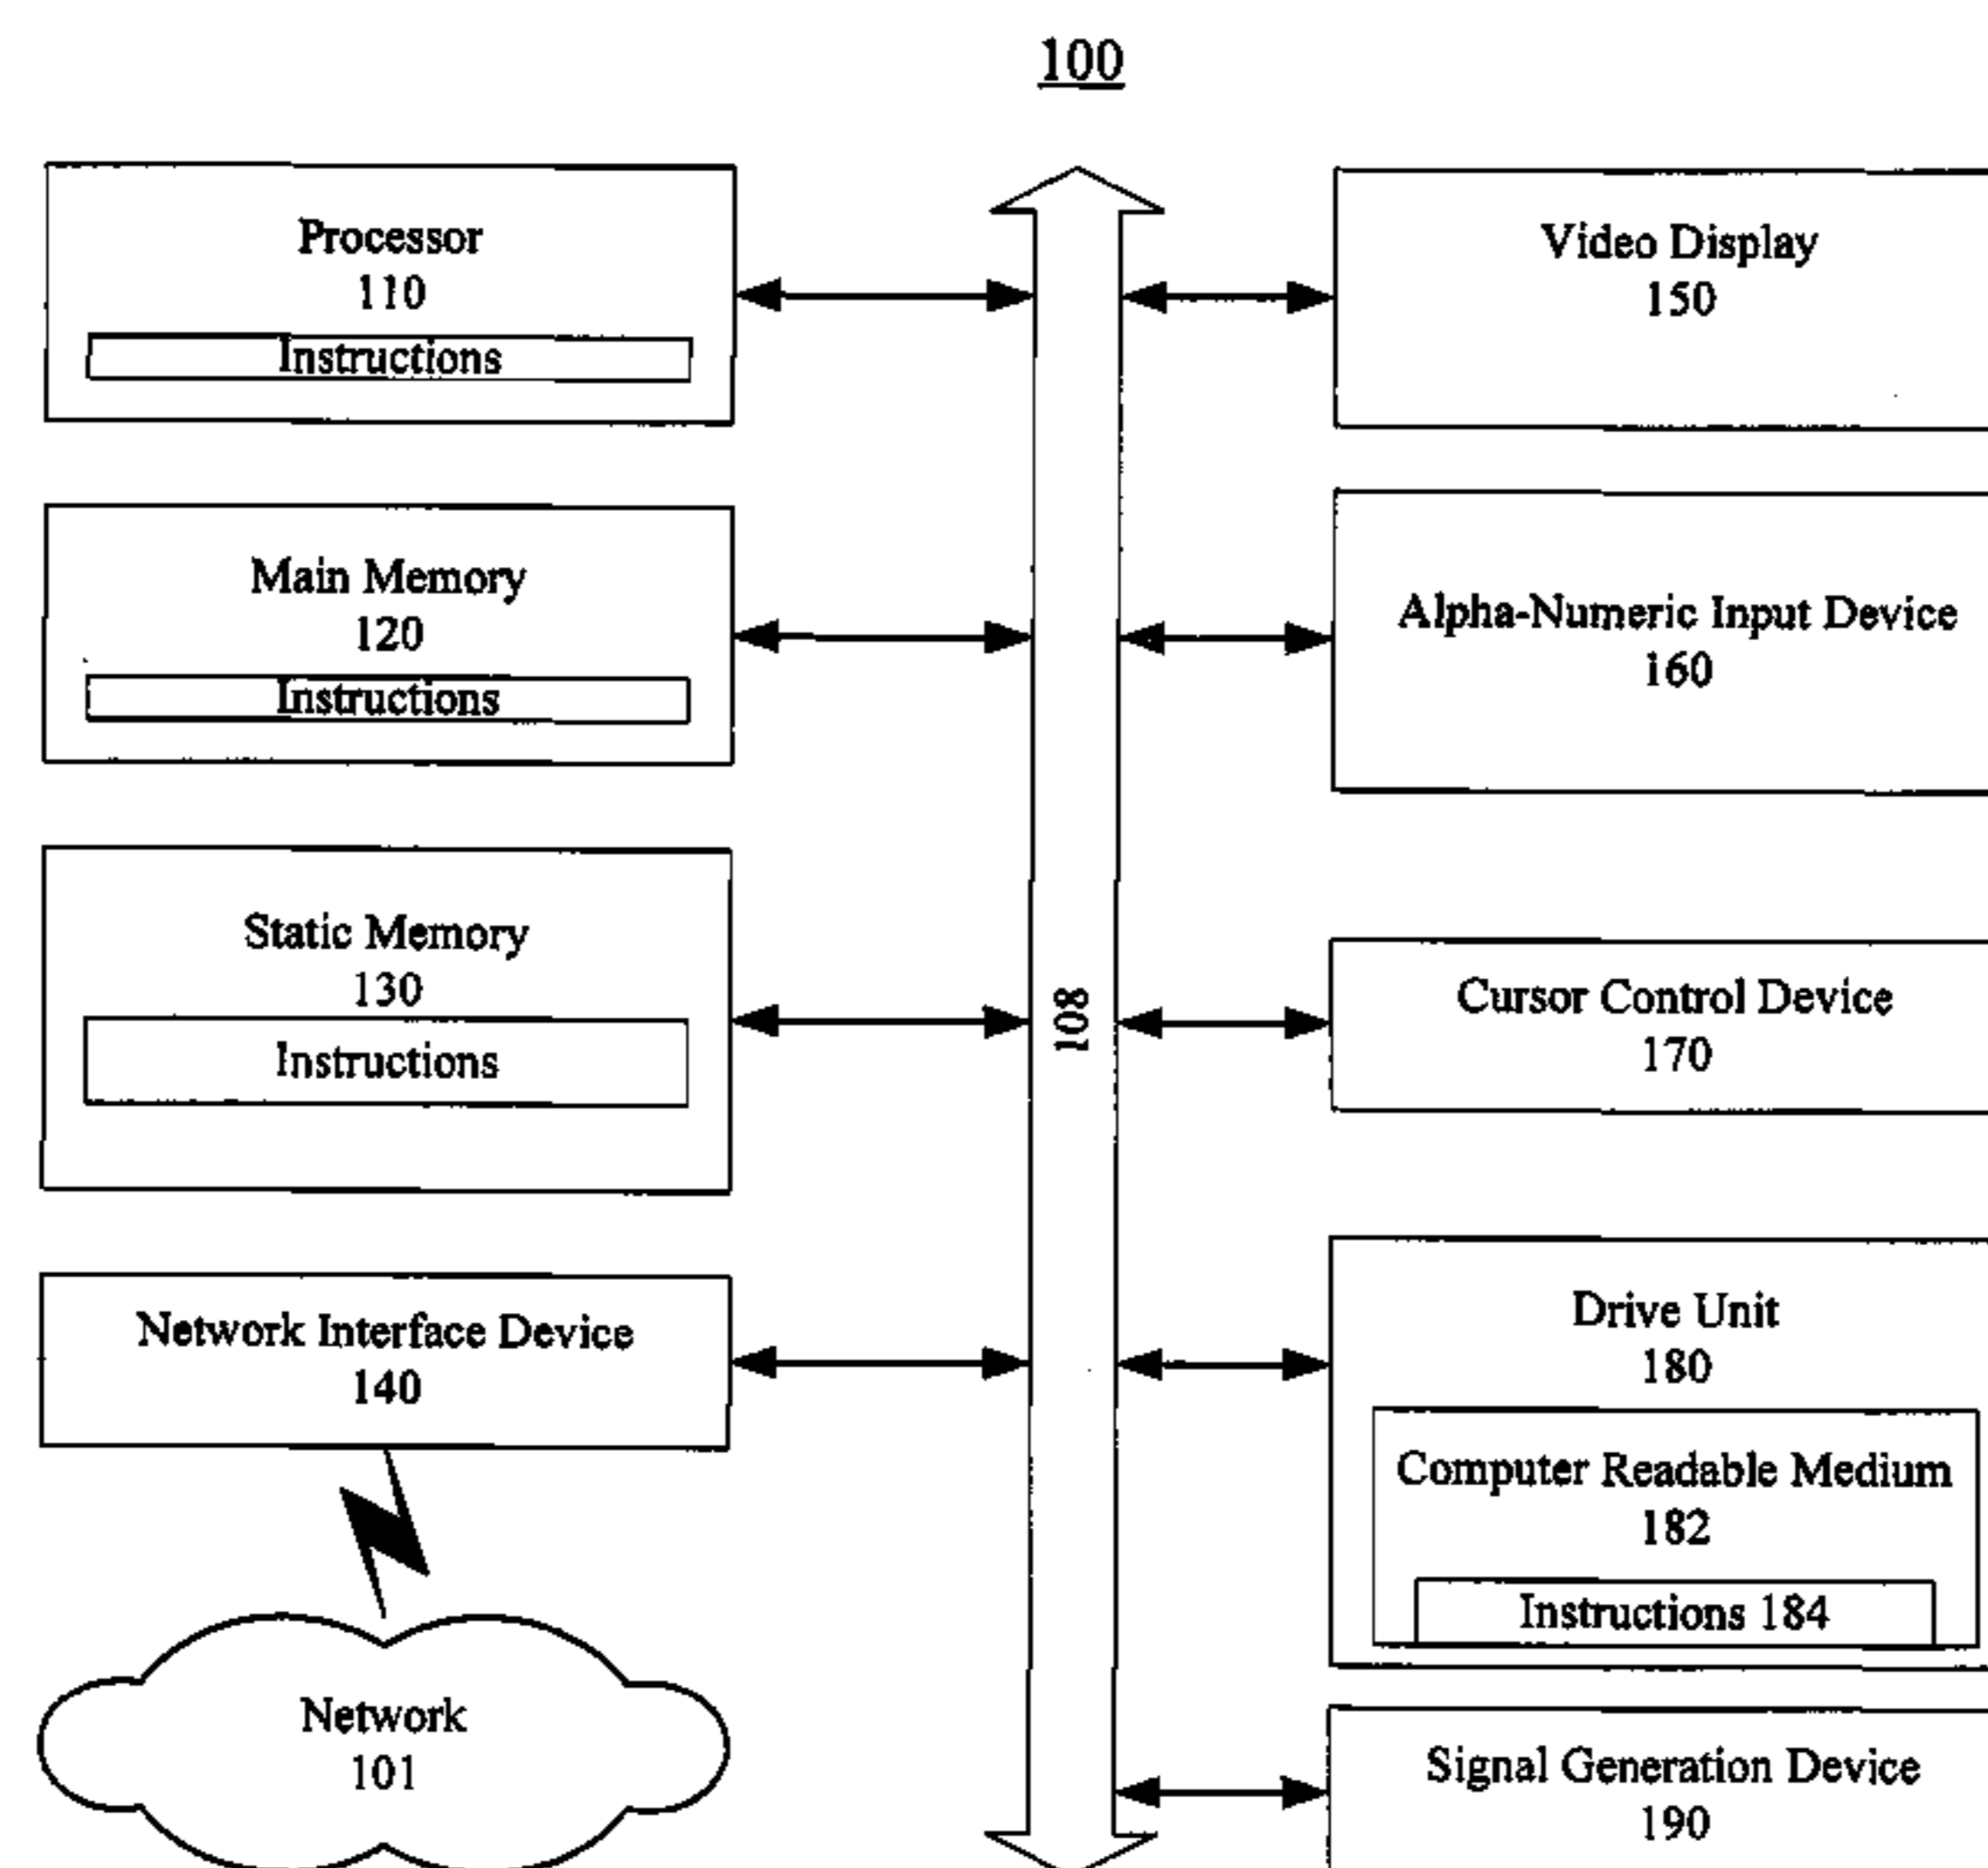 100
Processor
110
Instructions
Main Memory
120
Instructions
Static Memory
130
Instructions
Network Interface Device
140
Network
101
108
Video Display
150
Alpha-Numeric Input Device
160
Cursor Control Device
170
Drive Unit
180
Computer Readable Medium
182
Instructions 184
Signal Generation Device
190